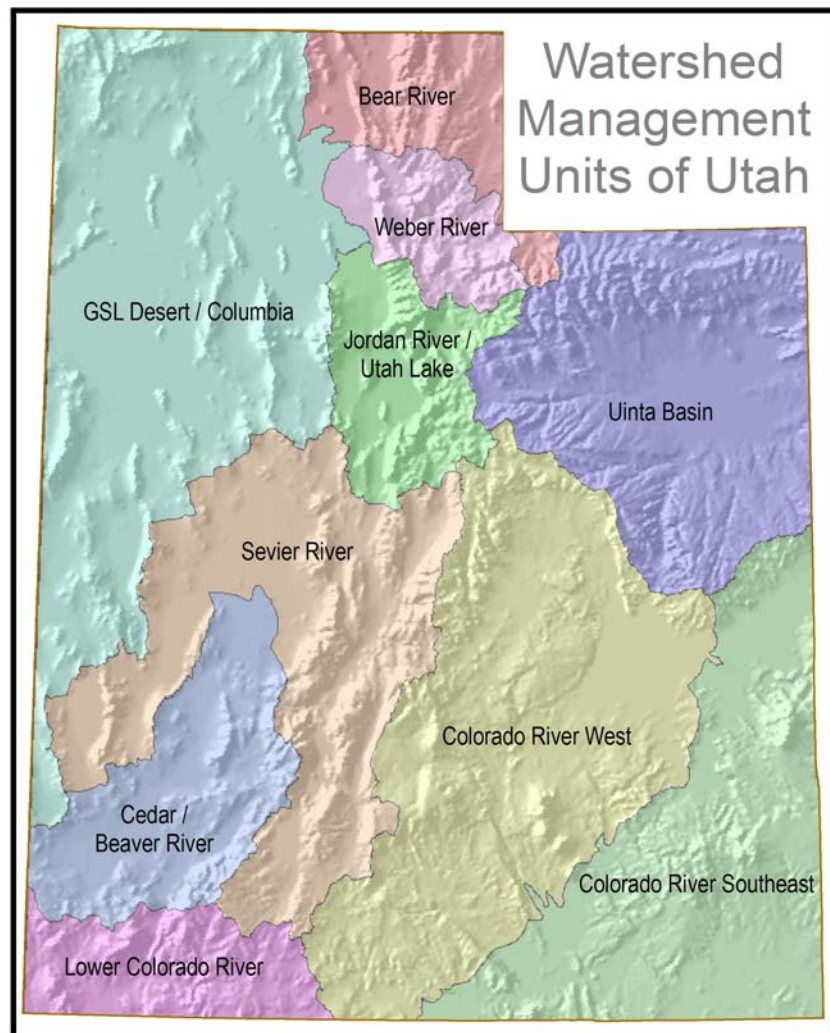 Watershed
Management
Units of Utah
Bear River
Weber River
GSL Desert / Columbia
Jordan River /
Utah Lake
Uinta Basin
Sevier River
Colorado River West
Cedar /
Beaver River
Colorado River Southeast
Lower Colorado River